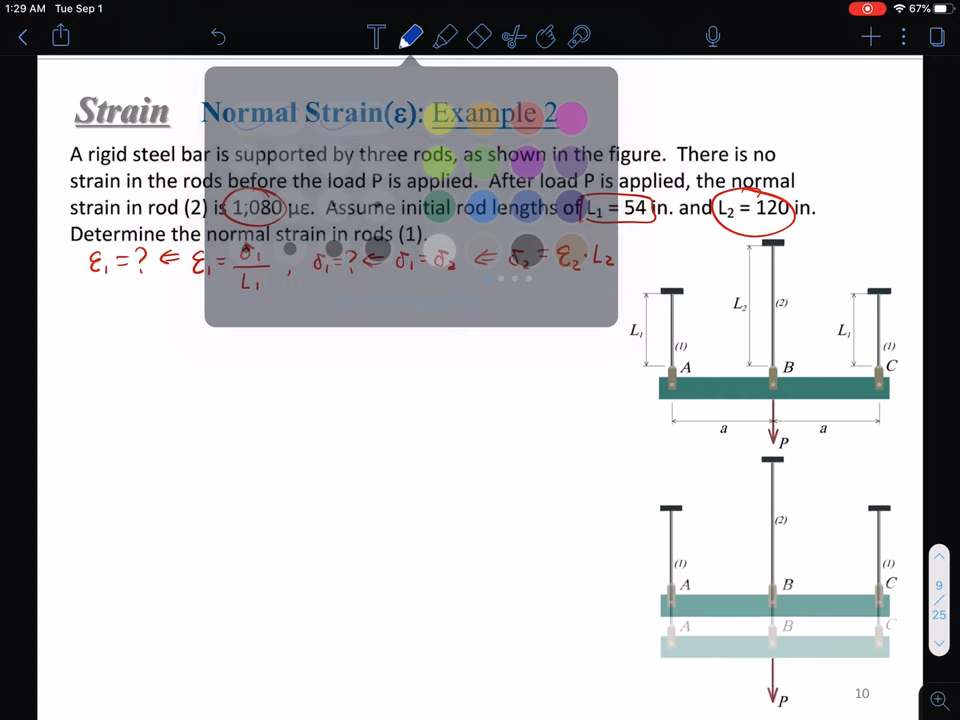 1:29 AM Tue Sep 1
67%
T
Strain Normal Strain(ε): Example 2
A rigid steel bar is supported by three rods, as shown in the figure. There is no
strain in the rods before the load P is applied. After load P is applied, the normal
strain in rod (2) is 1,080 με. Assume initial rod lengths of L₁ = 54 in. and L₂ = 120 in.
Determine the normal strain in rods (1).
ε₁ = ? ⇐ ε₁ = δ₁/L₁ , δ₁ = ? ⇐ δ₁ = δ₂ ⇐ δ₂ = ε₂ · L₂
L₂ (2)
L₁ (1) L₁ (1)
A B C
a a
P
(2)
(1) (1)
A B C
A B C
P
9
/
25
10